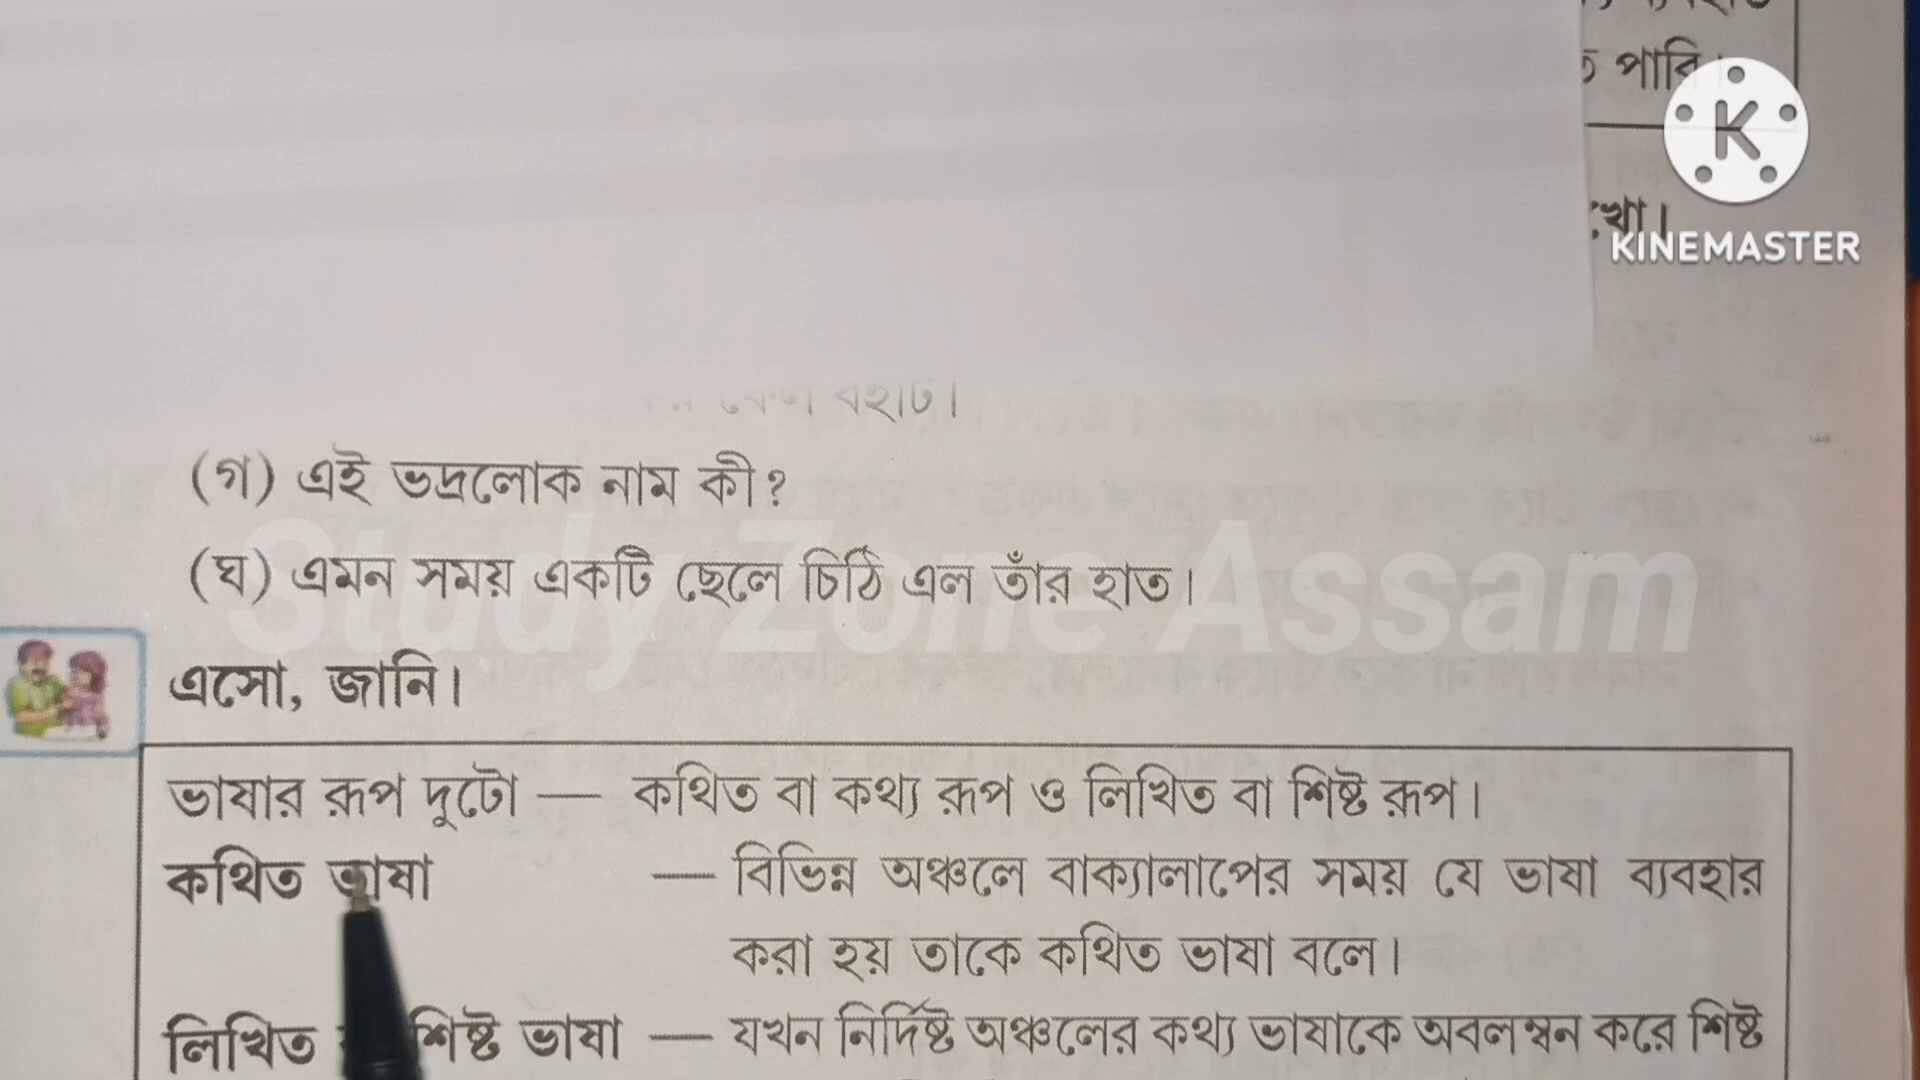 পারি।
KINEMASTER
(গ) এই ভদ্রলোক নাম কী?
(ঘ) এমন সময় একটি ছেলে চিঠি এল তাঁর হাত।
Study Zone Assam
এসো, জানি।
ভাষার রূপ দুটো — কথিত বা কথ্য রূপ ও লিখিত বা শিষ্ট রূপ।
কথিত ভাষা — বিভিন্ন অঞ্চলে বাক্যালাপের সময় যে ভাষা ব্যবহার
করা হয় তাকে কথিত ভাষা বলে।
লিখিত শিষ্ট ভাষা — যখন নির্দিষ্ট অঞ্চলের কথ্য ভাষাকে অবলম্বন করে শিষ্ট